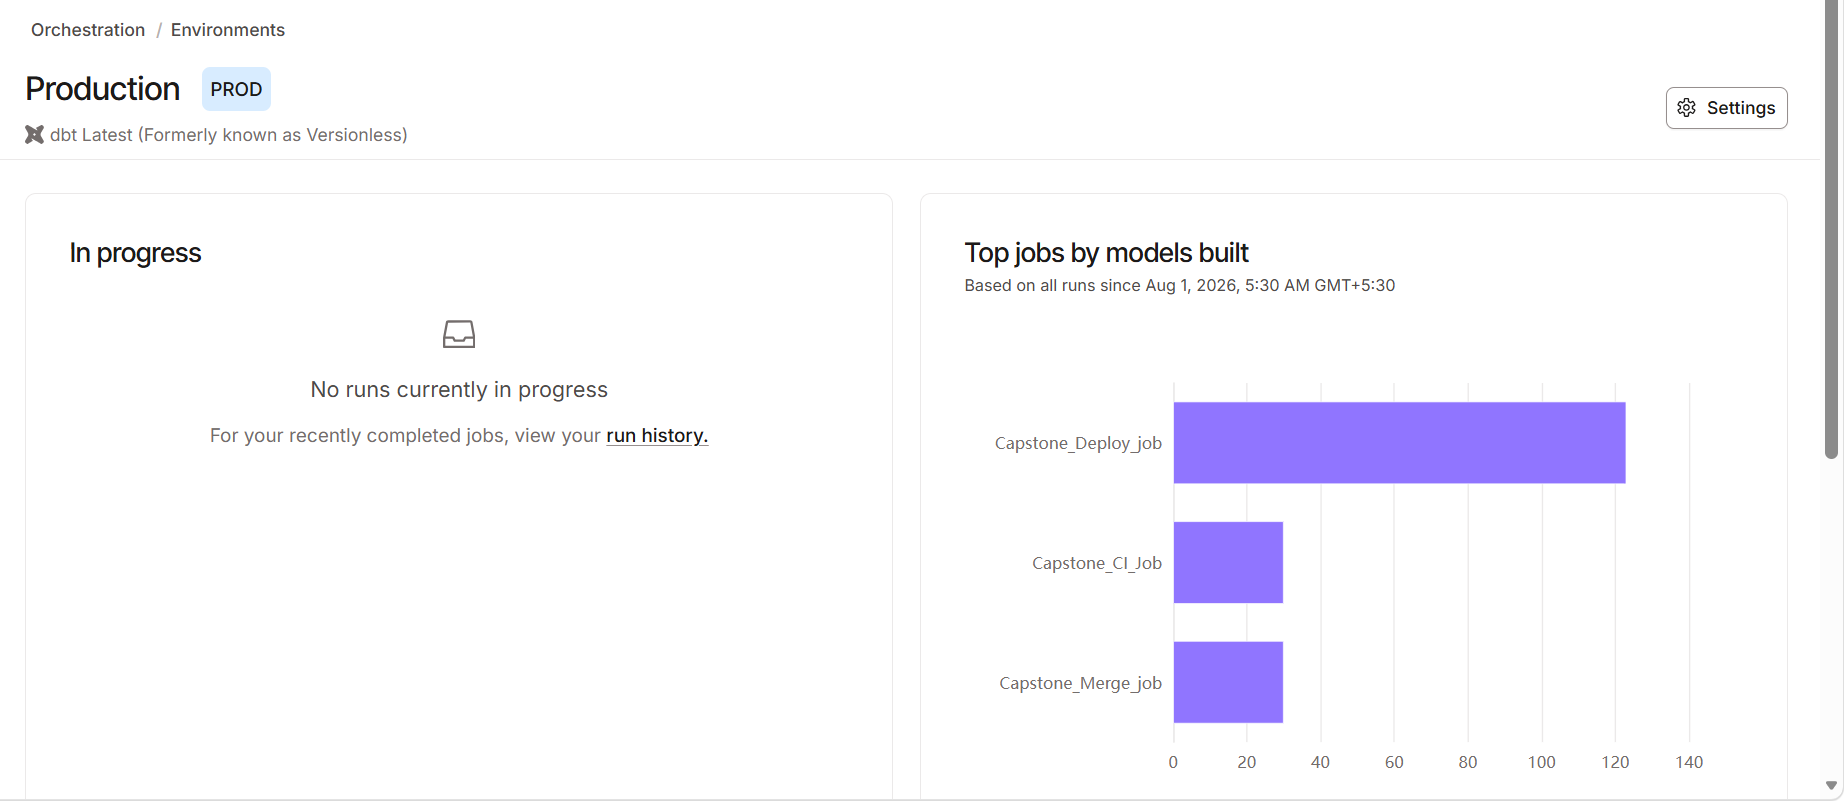 Orchestration / Environments
Production PROD
dbt Latest (Formerly known as Versionless)
Settings
In progress
No runs currently in progress
For your recently completed jobs, view your run history.
Top jobs by models built
Based on all runs since Aug 1, 2026, 5:30 AM GMT+5:30
Capstone_Deploy_job
Capstone_CI_Job
Capstone_Merge_job
0 20 40 60 80 100 120 140